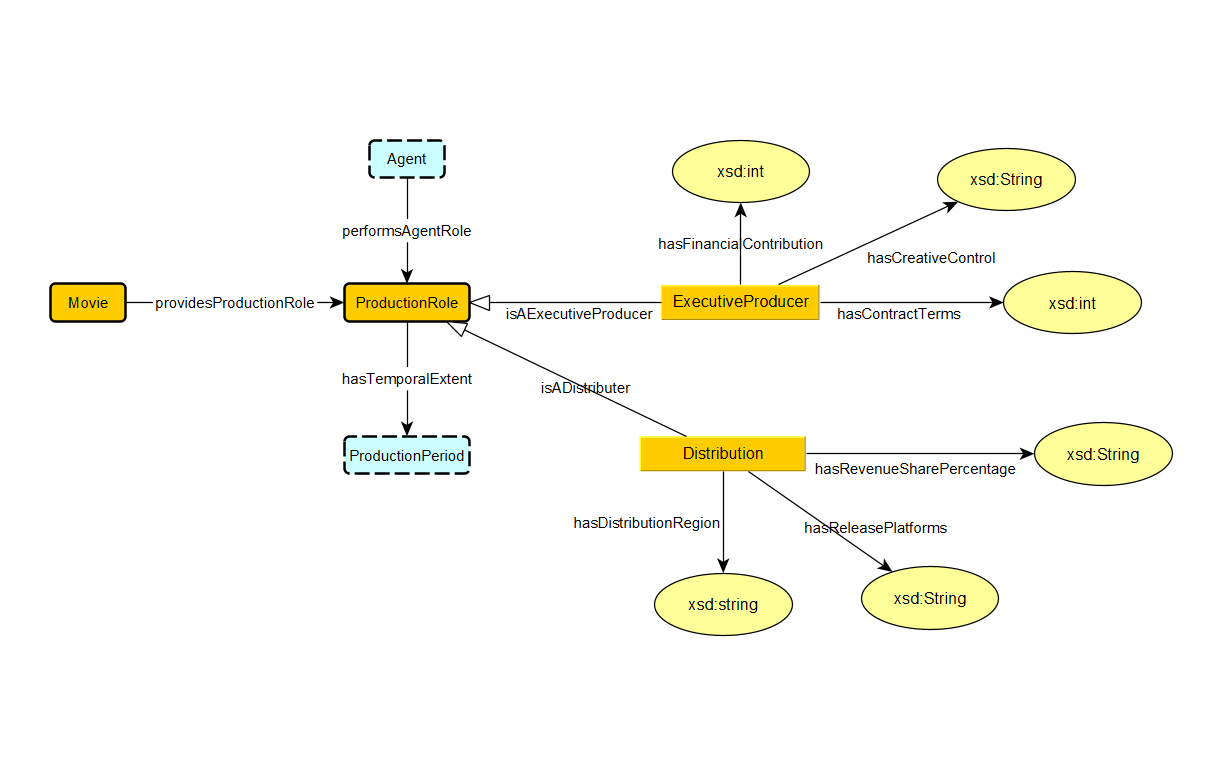 Agent
xsd:int
xsd:String
performsAgentRole
hasFinancialContribution
hasCreativeControl
Movie
providesProductionRole
ProductionRole
isAExecutiveProducer
ExecutiveProducer
hasContractTerms
xsd:int
hasTemporalExtent
isADistributer
ProductionPeriod
Distribution
hasRevenueSharePercentage
xsd:String
hasDistributionRegion
hasReleasePlatforms
xsd:string
xsd:String